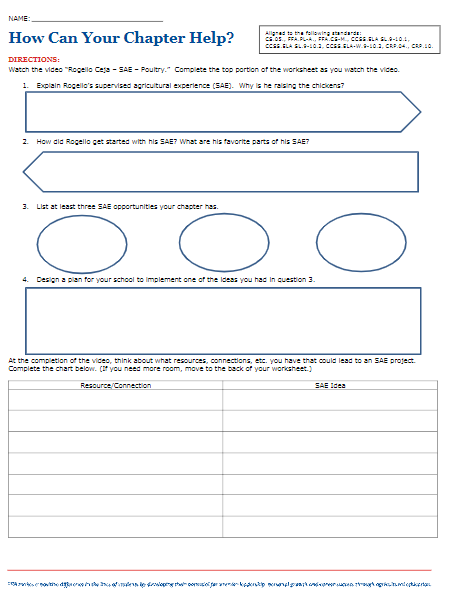 NAME:
How Can Your Chapter Help?
Aligned to the following standards:
CS.05., FFA.PL-A., FFA.CS-M., CCSS.ELA SL.9-10.1,
CCSS.ELA SL.9-10.2, CCSS.ELA-W.9-10.2, CRP.04., CRP.10.
DIRECTIONS:
Watch the video "Rogelio Ceja – SAE – Poultry." Complete the top portion of the worksheet as you watch the video.
1. Explain Rogelio's supervised agricultural experience (SAE). Why is he raising the chickens?
2. How did Rogelio get started with his SAE? What are his favorite parts of his SAE?
3. List at least three SAE opportunities your chapter has.
4. Design a plan for your school to implement one of the ideas you had in question 3.
At the completion of the video, think about what resources, connections, etc. you have that could lead to an SAE project.
Complete the chart below. (If you need more room, move to the back of your worksheet.)
Resource/Connection SAE Idea
FFA makes a positive difference in the lives of students by developing their potential for premier leadership, personal growth and career success through agricultural education.